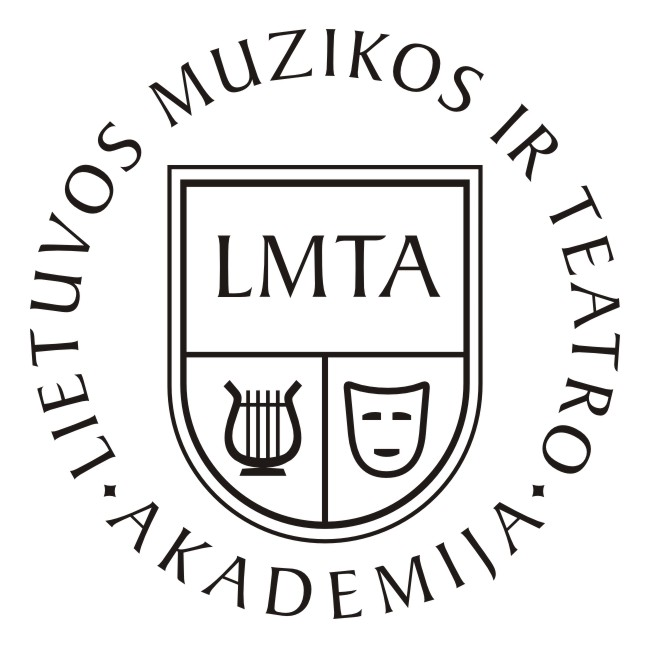 LIETUVOS MUZIKOS IR TEATRO
· AKADEMIJA ·
LMTA